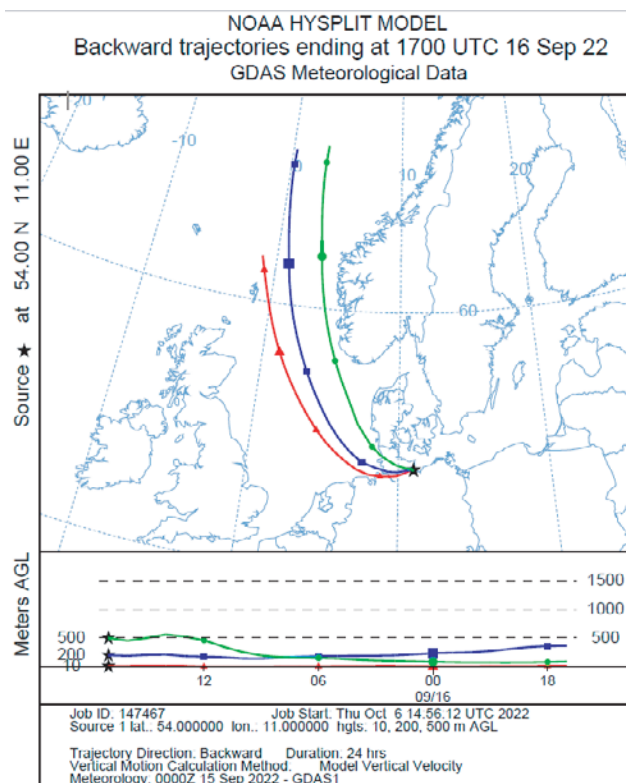 NOAA HYSPLIT MODEL
Backward trajectories ending at 1700 UTC 16 Sep 22
GDAS Meteorological Data
Source ★ at 54.00 N 11.00 E
-10
10
20
60
Meters AGL
1500
1000
500
500
200
10
12
06
00
18
09/16
Job ID: 147467 Job Start: Thu Oct 6 14:56:12 UTC 2022
Source 1 lat.: 54.000000 lon.: 11.000000 hgts: 10, 200, 500 m AGL
Trajectory Direction: Backward Duration: 24 hrs
Vertical Motion Calculation Method: Model Vertical Velocity
Meteorology: 0000Z 15 Sep 2022 - GDAS1